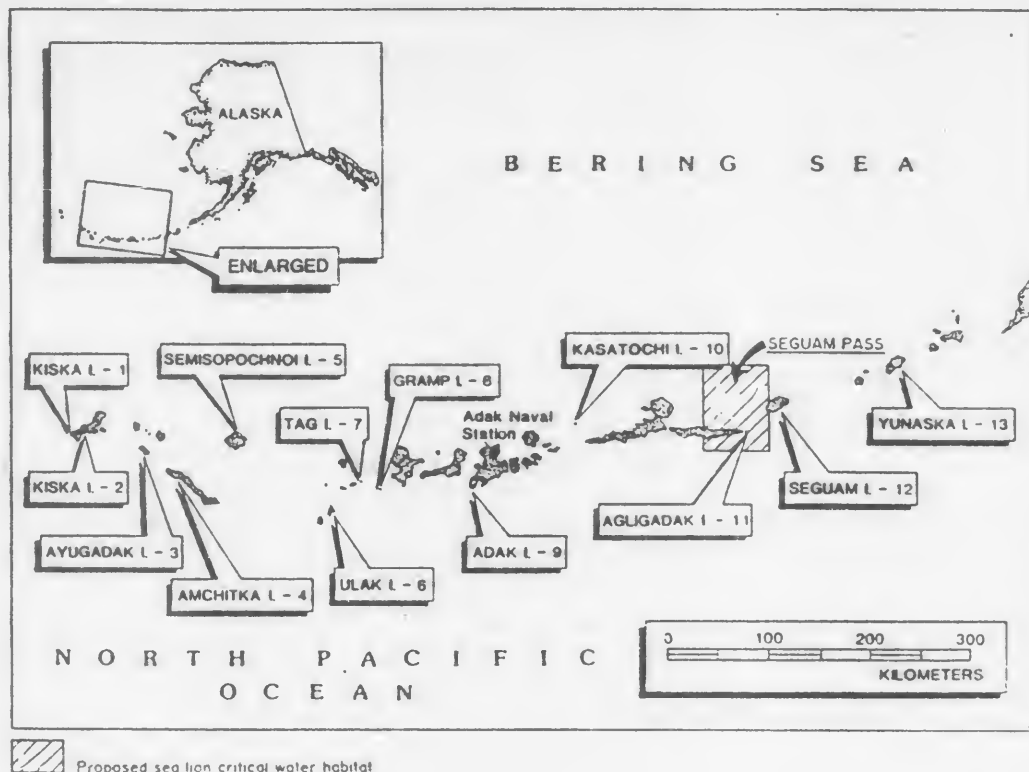 ALASKA
ENLARGED
B E R I N G   S E A
KISKA I. - 1
SEMISOPOCHNOI I. - 5
KASATOCHI I. - 10
SEGUAM PASS
TAG I. - 7
GRAMP I. - 8
Adak Naval
Station
YUNASKA I. - 13
KISKA I. - 2
SEGUAM I. - 12
AGLIGADAK I. - 11
AYUGADAK I. - 3
ADAK I. - 9
ULAK I. - 6
AMCHITKA I. - 4
N O R T H   P A C I F I C
O C E A N
0 100 200 300
KILOMETERS
Proposed sea lion critical water habitat